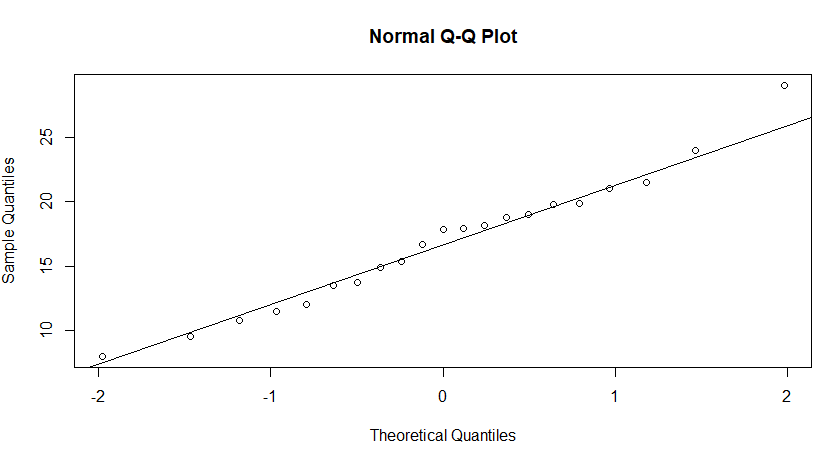 Normal Q-Q Plot
Sample Quantiles
25
20
15
10
-2 -1 0 1 2
Theoretical Quantiles